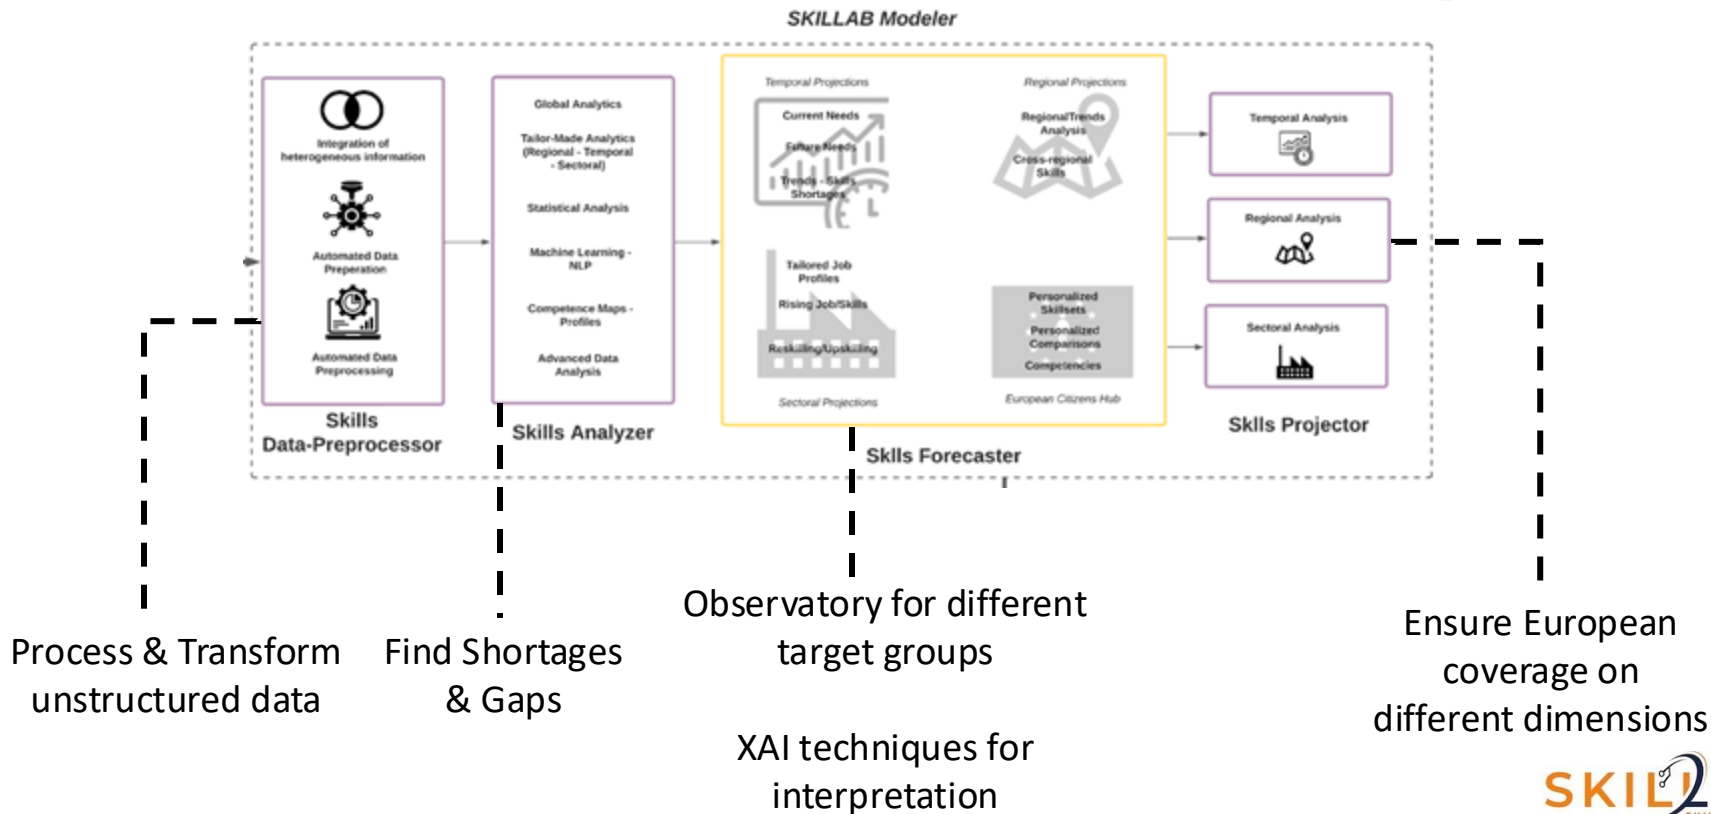 SKILLAB Modeler
Integration of
heterogeneous information
Automated Data
Preperation
Automated Data
Preprocessing
Skills
Data-Preprocessor
Global Analytics
Tailor-Made Analytics
(Regional - Temporal
- Sectoral)
Statistical Analysis
Machine Learning -
NLP
Competence Maps -
Profiles
Advanced Data
Analysis
Skills Analyzer
Temporal Projections
Current Needs
Future Needs
Trends - Skills
Shortages
Regional Projections
RegionalTrends
Analysis
Cross-regional
Skills
Tailored Job
Profiles
Rising Job/Skills
Reskilling/Upskilling
Sectoral Projections
Personalized
Skillsets
Personalized
Comparisons
Competencies
European Citizens Hub
Sklls Forecaster
Temporal Analysis
Regional Analysis
Sectoral Analysis
Sklls Projector
Process & Transform
unstructured data
Find Shortages
& Gaps
Observatory for different
target groups
XAI techniques for
interpretation
Ensure European
coverage on
different dimensions
SKILL